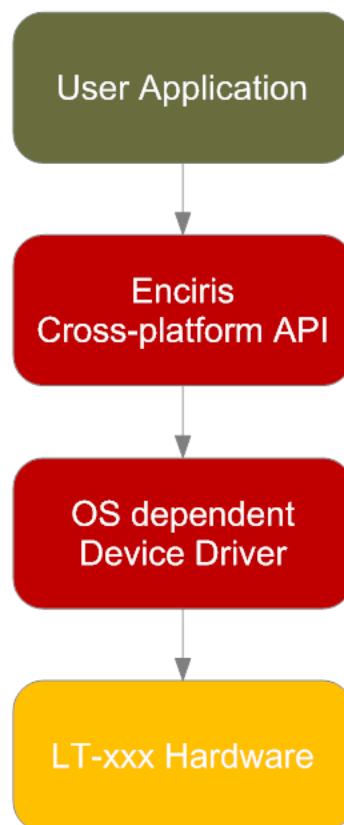 User Application
Enciris
Cross-platform API
OS dependent
Device Driver
LT-xxx Hardware